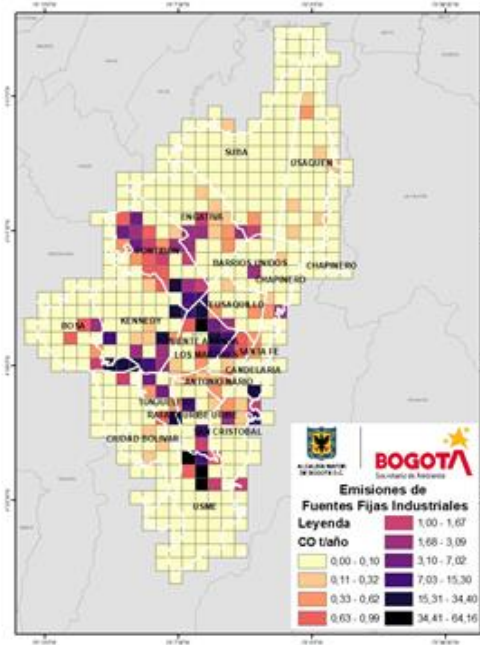 SUBA
USAQUEN
ENGATIVA
FONTIBON
BARRIOS UNIDOS
CHAPINERO
CHAPINERO
TEUSAQUILLO
BOSA
KENNEDY
PUENTE ARANDA
LOS MARTIRES
SANTA FE
CANDELARIA
ANTONIO NARIÑO
TUNJUELITO
RAFAEL URIBE URIBE
SAN CRISTOBAL
CIUDAD BOLIVAR
USME
ALCALDIA MAYOR
DE BOGOTA D.C.
BOGOTA
Secretaría de Ambiente
Emisiones de
Fuentes Fijas Industriales
Leyenda
CO t/año
0,00 - 0,10
0,11 - 0,32
0,33 - 0,62
0,63 - 0,99
1,00 - 1,67
1,68 - 3,09
3,10 - 7,02
7,03 - 15,30
15,31 - 34,40
34,41 - 64,16